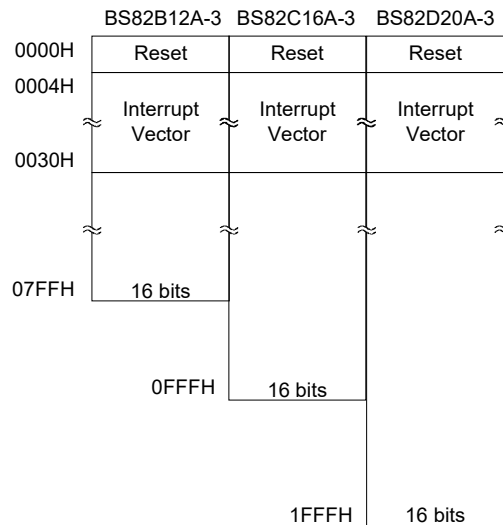 BS82B12A-3 BS82C16A-3 BS82D20A-3
0000H Reset Reset Reset
0004H
Interrupt Interrupt Interrupt
Vector Vector Vector
0030H
07FFH 16 bits
0FFFH 16 bits
1FFFH 16 bits